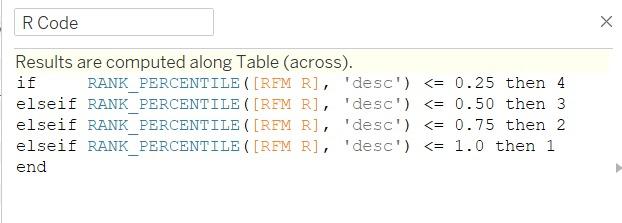 R Code
Results are computed along Table (across).
if RANK_PERCENTILE([RFM R], 'desc') <= 0.25 then 4
elseif RANK_PERCENTILE([RFM R], 'desc') <= 0.50 then 3
elseif RANK_PERCENTILE([RFM R], 'desc') <= 0.75 then 2
elseif RANK_PERCENTILE([RFM R], 'desc') <= 1.0 then 1
end